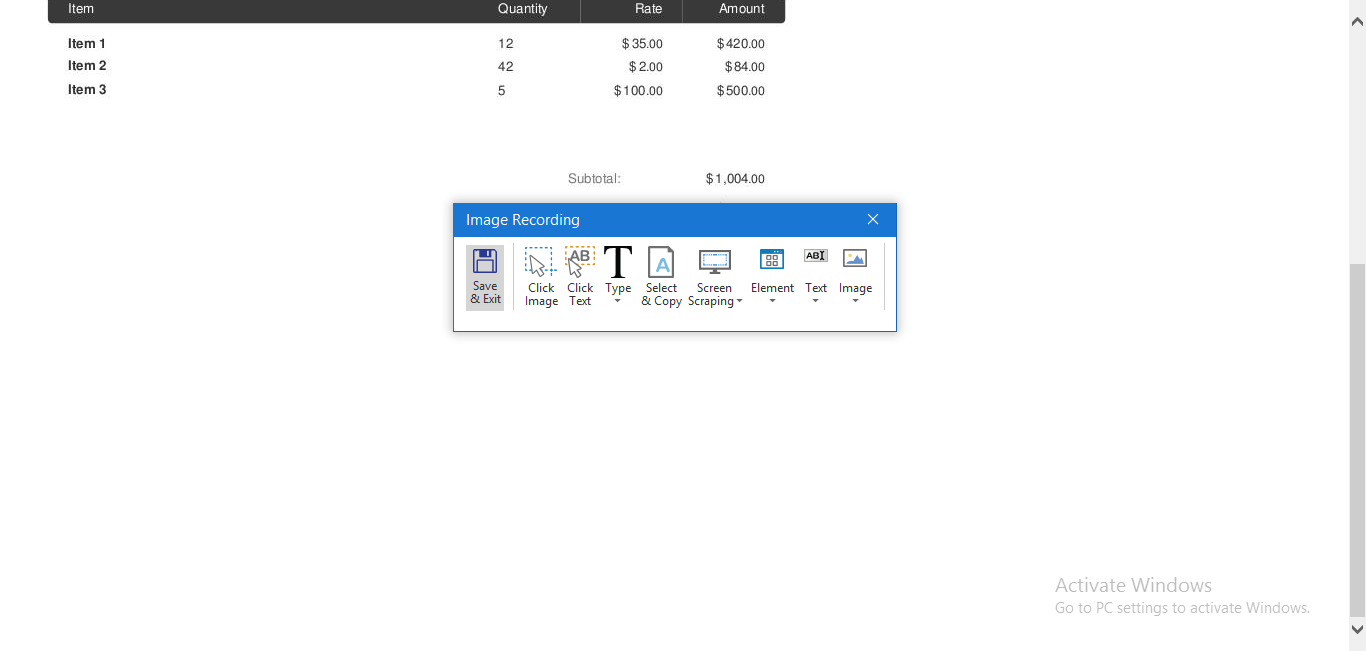 Item Quantity Rate Amount
Item 1 12 $ 35.00 $ 420.00
Item 2 42 $ 2.00 $ 84.00
Item 3 5 $ 100.00 $ 500.00
Subtotal: $ 1,004.00
Image Recording
Save & Exit
Click Image
Click Text
Type
Select & Copy
Screen Scraping
AB
A
Element
ABI
Text
Image
Activate Windows
Go to PC settings to activate Windows.